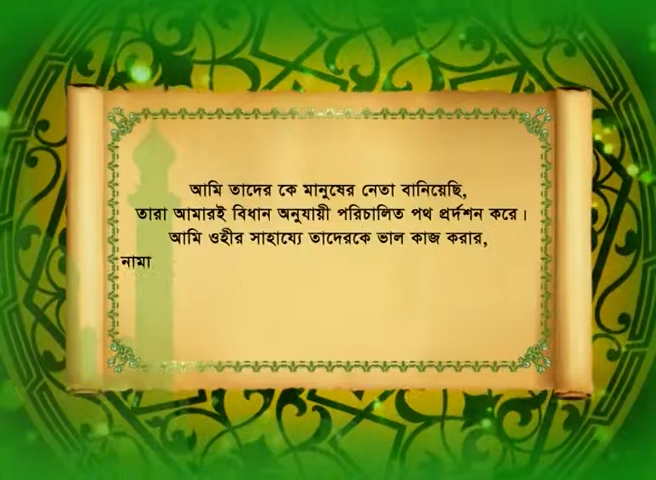 আমি তাদের কে মানুষের নেতা বানিয়েছি,
তারা আমারই বিধান অনুযায়ী পরিচালিত পথ প্রর্দশন করে।
আমি ওহীর সাহায্যে তাদেরকে ভাল কাজ করার,
নামা